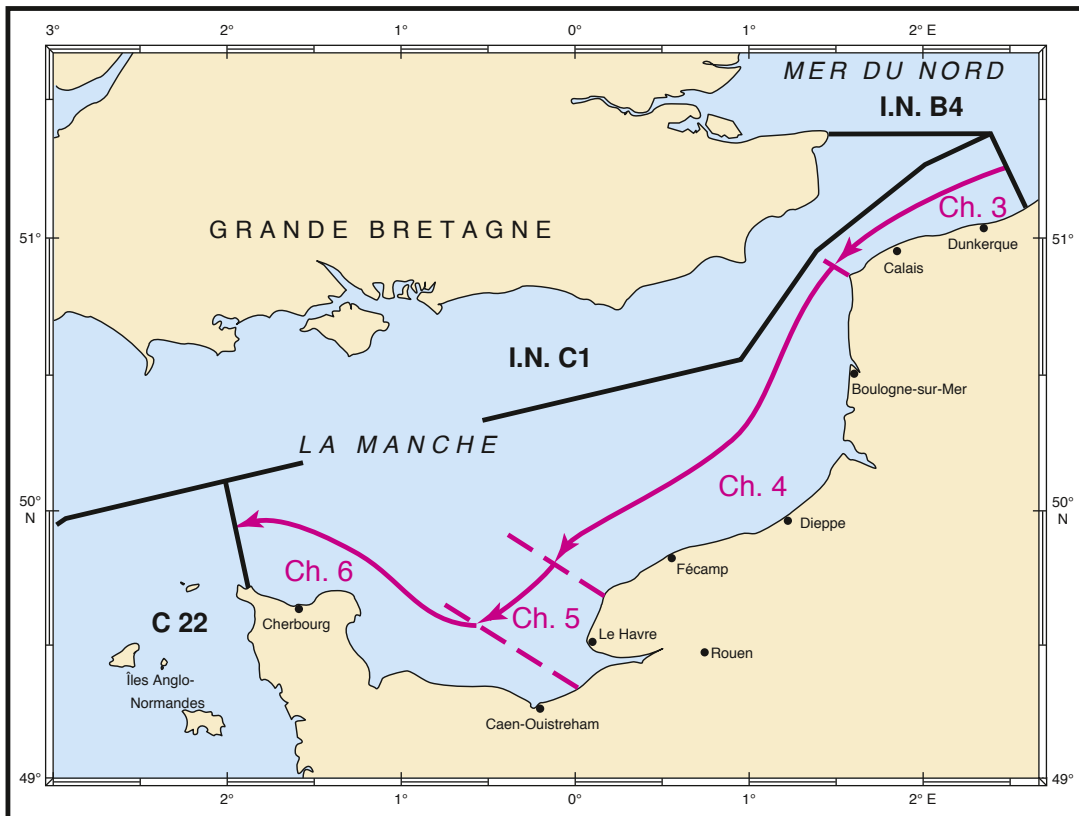 3°
2°
1°
0°
1°
2° E
MER DU NORD
I.N. B4
GRANDE BRETAGNE
51°
51°
Ch. 3
Dunkerque
Calais
I.N. C1
Boulogne-sur-Mer
LA MANCHE
50°
N
50°
N
Ch. 4
Dieppe
Fécamp
Ch. 6
Ch. 5
C 22
Cherbourg
Le Havre
Rouen
Îles Anglo-
Normandes
Caen-Ouistreham
49°
49°
2°
1°
0°
1°
2° E